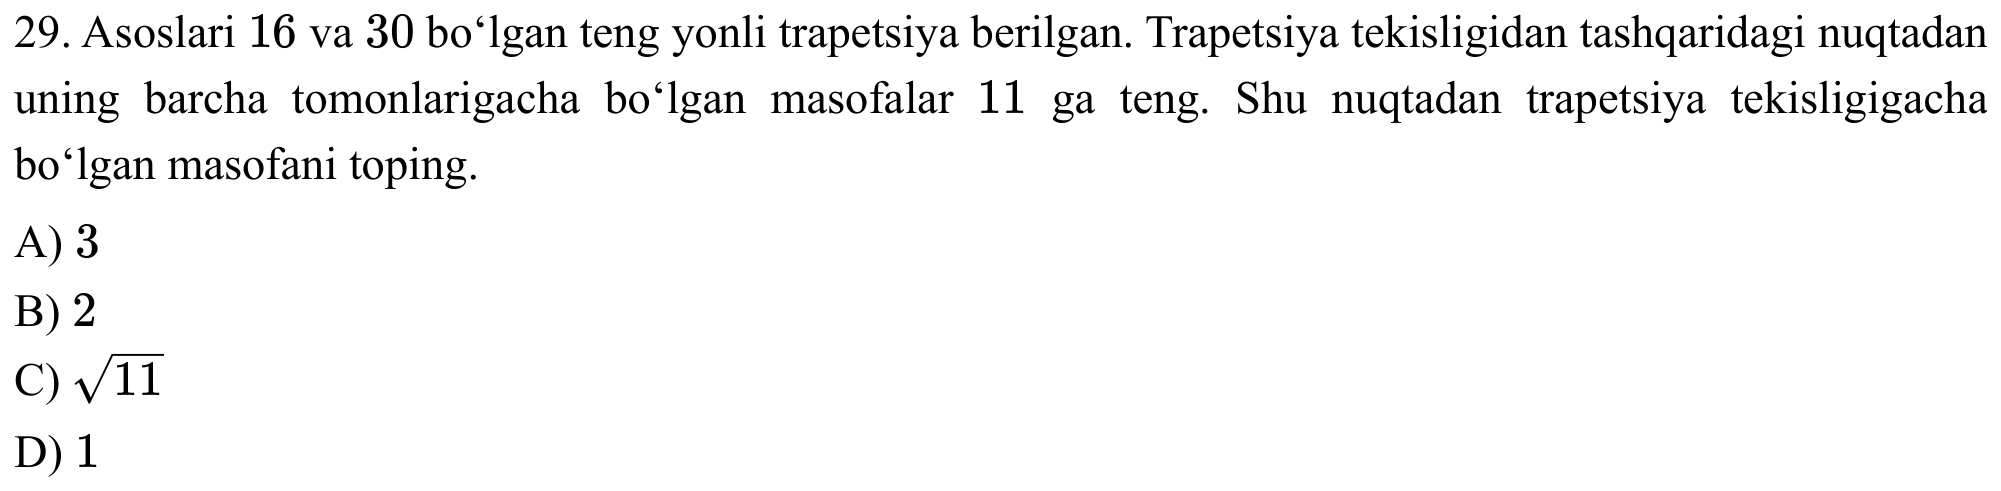 29. Asoslari 16 va 30 bo‘lgan teng yonli trapetsiya berilgan. Trapetsiya tekisligidan tashqaridagi nuqtadan
uning barcha tomonlarigacha bo‘lgan masofalar 11 ga teng. Shu nuqtadan trapetsiya tekisligigacha
bo‘lgan masofani toping.
A) 3
B) 2
C) √11
D) 1